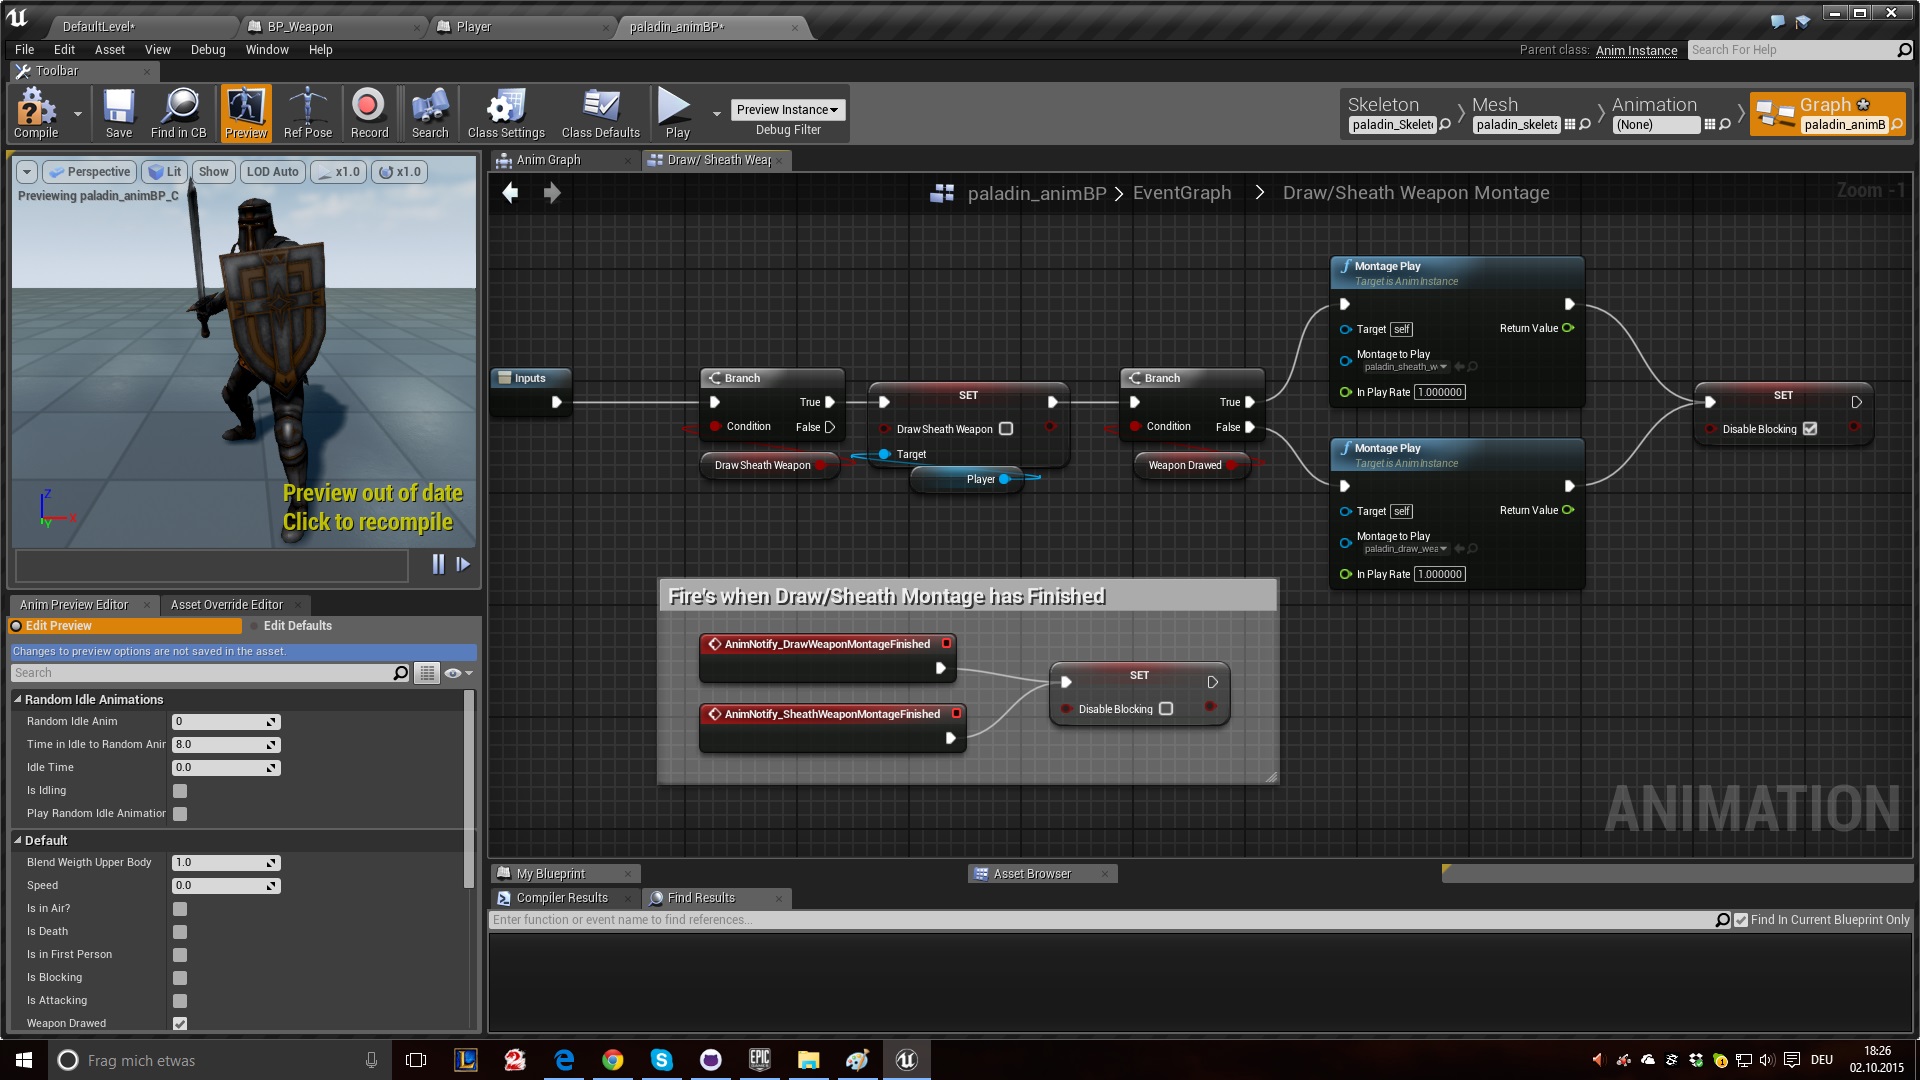 DefaultLevel*
BP_Weapon
Player
paladin_animBP*
File Edit Asset View Debug Window Help
Parent class: Anim Instance
Search For Help
Toolbar
Compile
Save
Find in CB
Preview
Ref Pose
Record
Search
Class Settings
Class Defaults
Play
Preview Instance
Debug Filter
Skeleton
paladin_Skelet
Mesh
paladin_skeleta
Animation
(None)
Graph
paladin_animB
Perspective
Lit
Show
LOD Auto
x1.0
x1.0
Previewing paladin_animBP_C
Z
X
Y
Preview out of date
Click to recompile
Anim Graph
Draw/ Sheath Weap
paladin_animBP > EventGraph > Draw/Sheath Weapon Montage
Zoom -1
Inputs
Branch
True
Condition
False
Draw Sheath Weapon
SET
Draw Sheath Weapon
Target
Player
Branch
True
Condition
False
Weapon Drawed
Montage Play
Target is Anim Instance
Target self
Return Value
Montage to Play
paladin_sheath_w
In Play Rate 1.000000
Montage Play
Target is Anim Instance
Target self
Return Value
Montage to Play
paladin_draw_wea
In Play Rate 1.000000
SET
Disable Blocking
Fire's when Draw/Sheath Montage has Finished
AnimNotify_DrawWeaponMontageFinished
AnimNotify_SheathWeaponMontageFinished
SET
Disable Blocking
ANIMATION
Anim Preview Editor
Asset Override Editor
Edit Preview
Edit Defaults
Changes to preview options are not saved in the asset.
Search
Random Idle Animations
Random Idle Anim 0
Time in Idle to Random Anir 8.0
Idle Time 0.0
Is Idling
Play Random Idle Animation
Default
Blend Weigth Upper Body 1.0
Speed 0.0
Is in Air?
Is Death
Is in First Person
Is Blocking
Is Attacking
Weapon Drawed
My Blueprint
Asset Browser
Compiler Results
Find Results
Enter function or event name to find references...
Find In Current Blueprint Only
Frag mich etwas
EPIC
GAMES
DEU
18:26
02.10.2015